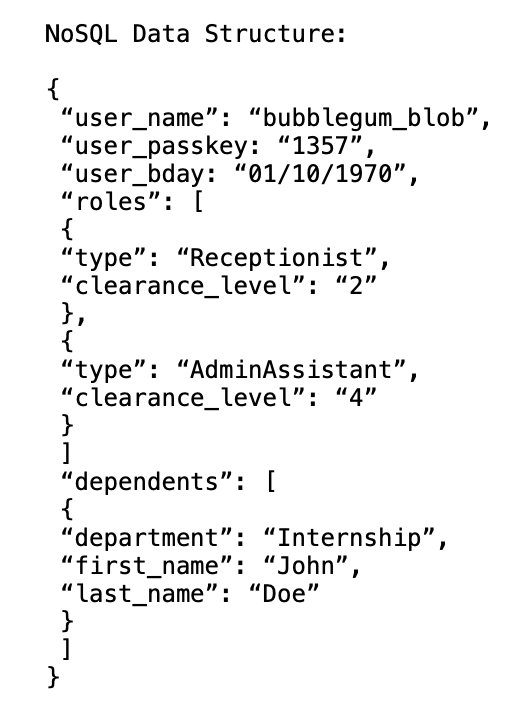 NoSQL Data Structure:
{
“user_name”: “bubblegum_blob”,
“user_passkey: “1357”,
“user_bday: “01/10/1970”,
“roles”: [
{
“type”: “Receptionist”,
“clearance_level”: “2”
},
{
“type”: “AdminAssistant”,
“clearance_level”: “4”
}
]
“dependents”: [
{
“department”: “Internship”,
“first_name”: “John”,
“last_name”: “Doe”
}
]
}